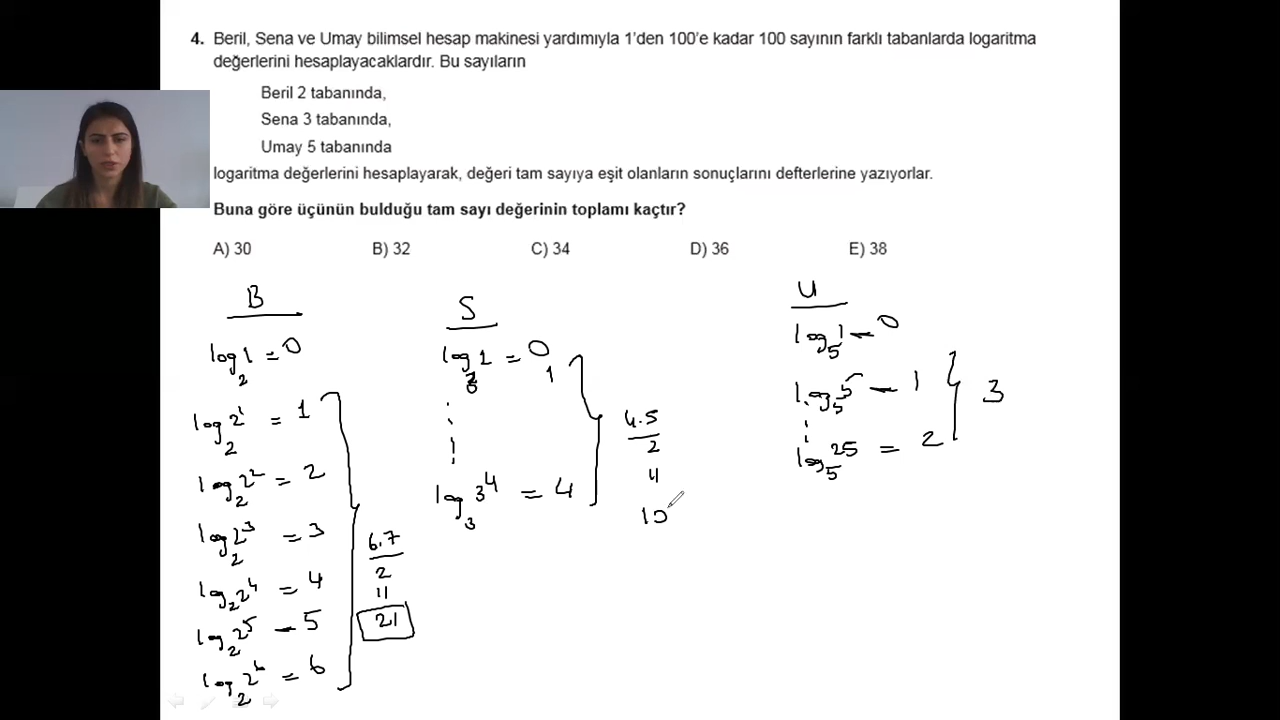 4. Beril, Sena ve Umay bilimsel hesap makinesi yardımıyla 1'den 100'e kadar 100 sayının farklı tabanlarda logaritma
değerlerini hesaplayacaklardır. Bu sayıların
Beril 2 tabanında,
Sena 3 tabanında,
Umay 5 tabanında
logaritma değerlerini hesaplayarak, değeri tam sayıya eşit olanların sonuçlarını defterlerine yazıyorlar.
Buna göre üçünün bulduğu tam sayı değerinin toplamı kaçtır?
A) 30 B) 32 C) 34 D) 36 E) 38
B
log₂1 = 0
log₂2¹ = 1
log₂2² = 2
log₂2³ = 3
log₂2⁴ = 4
log₂2⁵ = 5
log₂2⁶ = 6
6.7
2
11
21
S
log₃1 = 0
1
log₃3⁴ = 4
4.5
2
11
10
U
log₅1 = 0
log₅5 = 1
log₅25 = 2
3